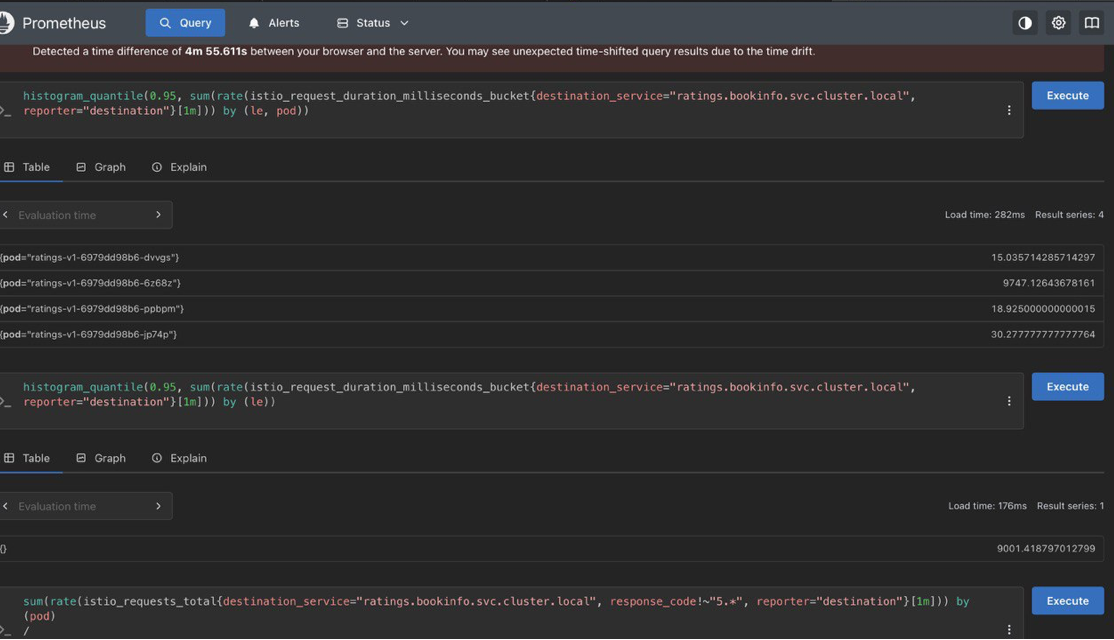 Prometheus
Query
Alerts
Status
Detected a time difference of 4m 55.611s between your browser and the server. You may see unexpected time-shifted query results due to the time drift.
histogram_quantile(0.95, sum(rate(istio_request_duration_milliseconds_bucket{destination_service="ratings.bookinfo.svc.cluster.local",
reporter="destination"}[1m])) by (le, pod))
Execute
Table
Graph
Explain
Evaluation time
Load time: 282ms Result series: 4
{pod="ratings-v1-6979dd98b6-dvvgs"} 15.035714285714297
{pod="ratings-v1-6979dd98b6-6z68z"} 9747.12643678161
{pod="ratings-v1-6979dd98b6-ppbpm"} 18.925000000000015
{pod="ratings-v1-6979dd98b6-jp74p"} 30.277777777777764
histogram_quantile(0.95, sum(rate(istio_request_duration_milliseconds_bucket{destination_service="ratings.bookinfo.svc.cluster.local",
reporter="destination"}[1m])) by (le))
Execute
Table
Graph
Explain
Evaluation time
Load time: 176ms Result series: 1
{} 9001.418797012799
sum(rate(istio_requests_total{destination_service="ratings.bookinfo.svc.cluster.local", response_code!~"5.*", reporter="destination"}[1m])) by
(pod)
/
Execute